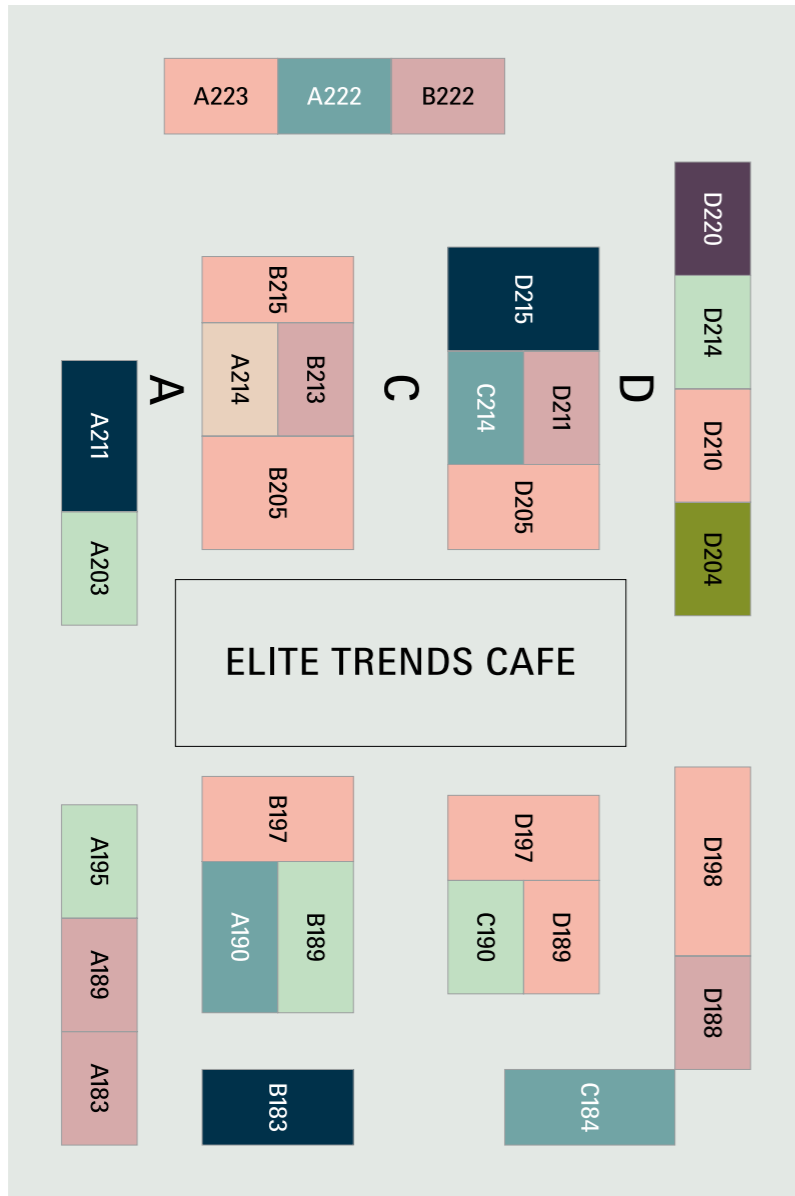 A223 A222 B222
D220
B215
D215
D214
A
A214
B213
C
C214
D211
D
D210
A211
B205
D205
D204
A203
ELITE TRENDS CAFE
B197
D197
A195
D198
A190
B189
C190
D189
A189
D188
A183
B183
C184